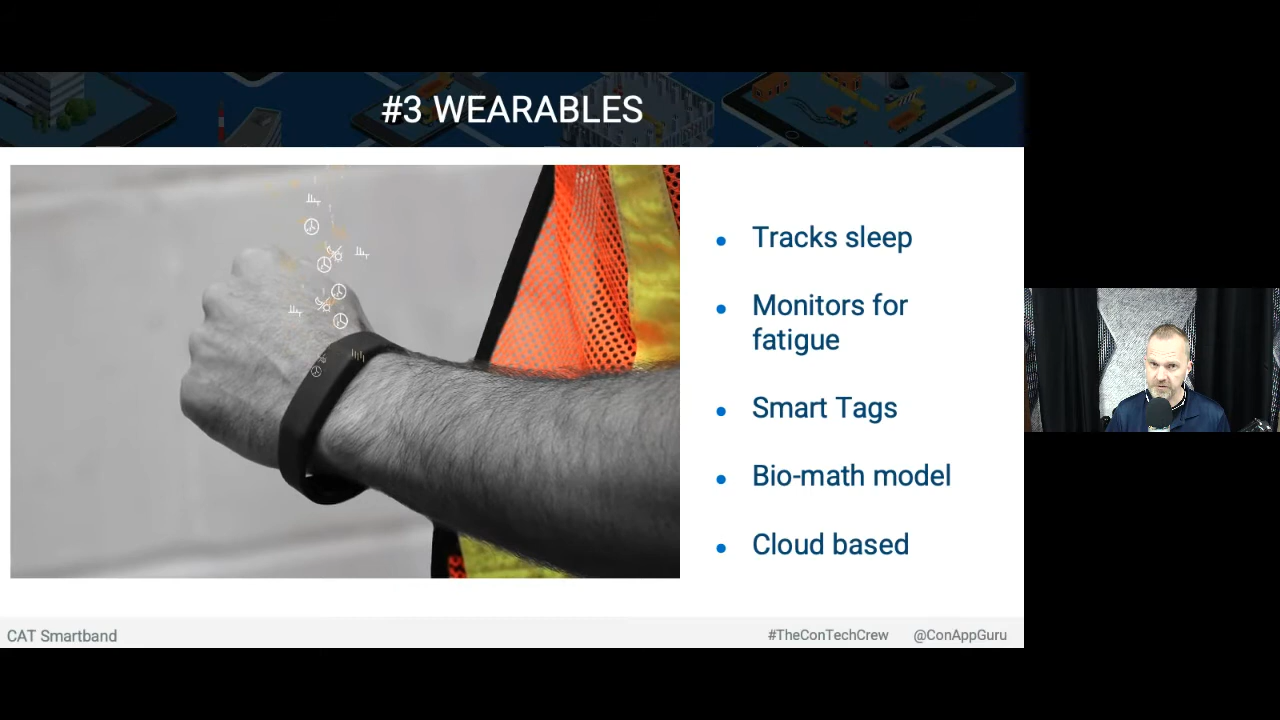 #3 WEARABLES
Tracks sleep
Monitors for
fatigue
Smart Tags
Bio-math model
Cloud based
CAT Smartband
#TheConTechCrew @ConAppGuru